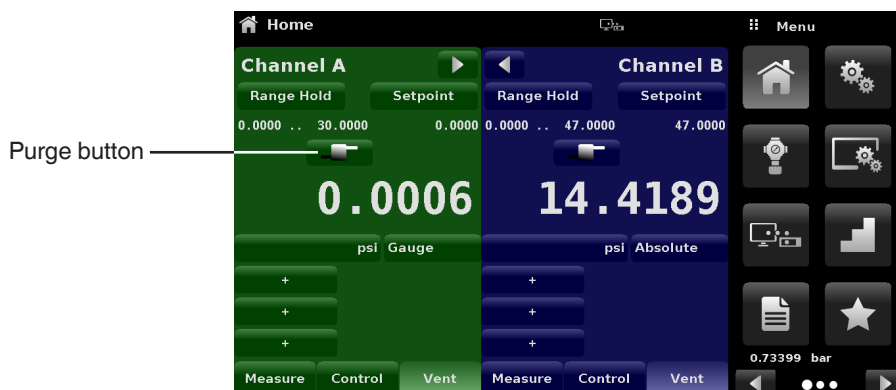 Home
Menu
Channel A
Channel B
Range Hold Setpoint Range Hold Setpoint
0.0000 .. 30.0000 0.0000 0.0000 .. 47.0000 47.0000
Purge button
0.0006 14.4189
psi Gauge psi Absolute
+ +
+ +
+ +
0.73399 bar
Measure Control Vent Measure Control Vent